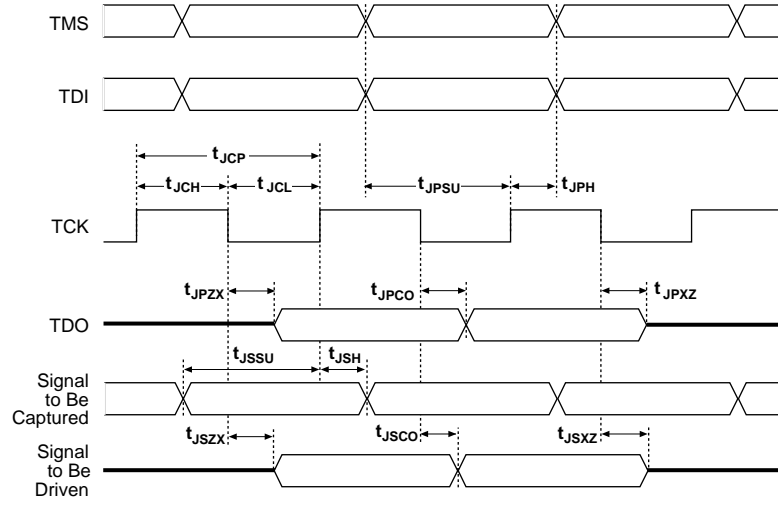 TMS
TDI
tJCP
tJCH
tJCL
tJPSU
tJPH
TCK
tJPZX
tJPCO
tJPXZ
TDO
tJSSU
tJSH
Signal
to Be
Captured
tJSZX
tJSCO
tJSXZ
Signal
to Be
Driven